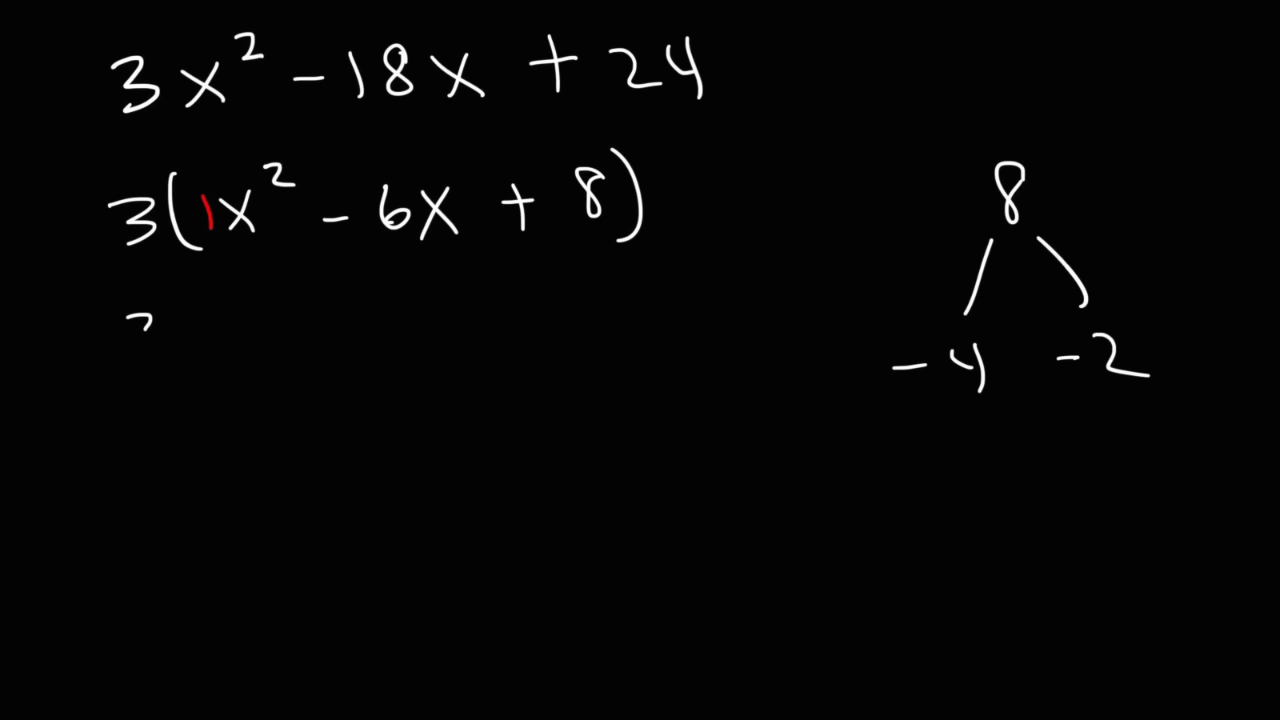 3x² - 18x + 24
3(1x² - 6x + 8)
8
-4 -2